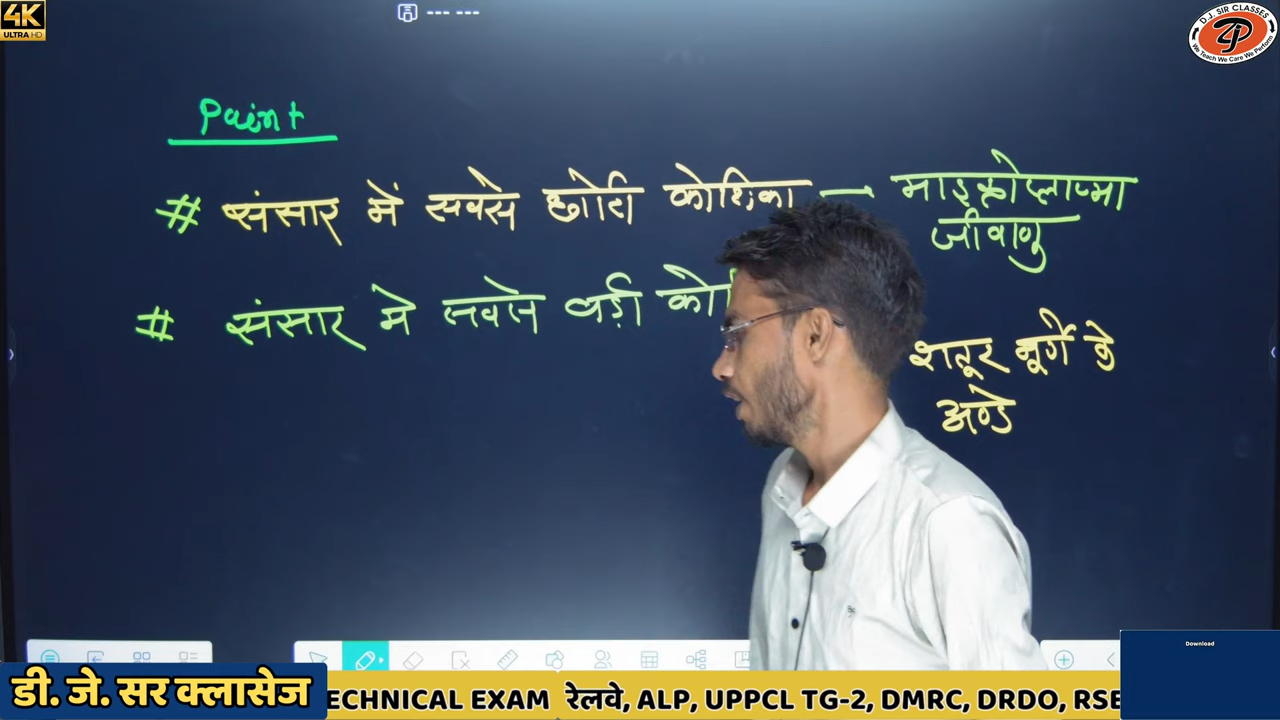 4K
ULTRA HD
D.J. SIR CLASSES
We Teach We Care We Perform
Paint
# संसार में सबसे छोटी कोशिका — माइक्रोप्लाज्मा
जीवाणु
# संसार मे सबसे बड़ी को
शतूर मूर्गे के
अण्डे
Download
डी. जे. सर क्लासेज
ECHNICAL EXAM रेलवे, ALP, UPPCL TG-2, DMRC, DRDO, RSE